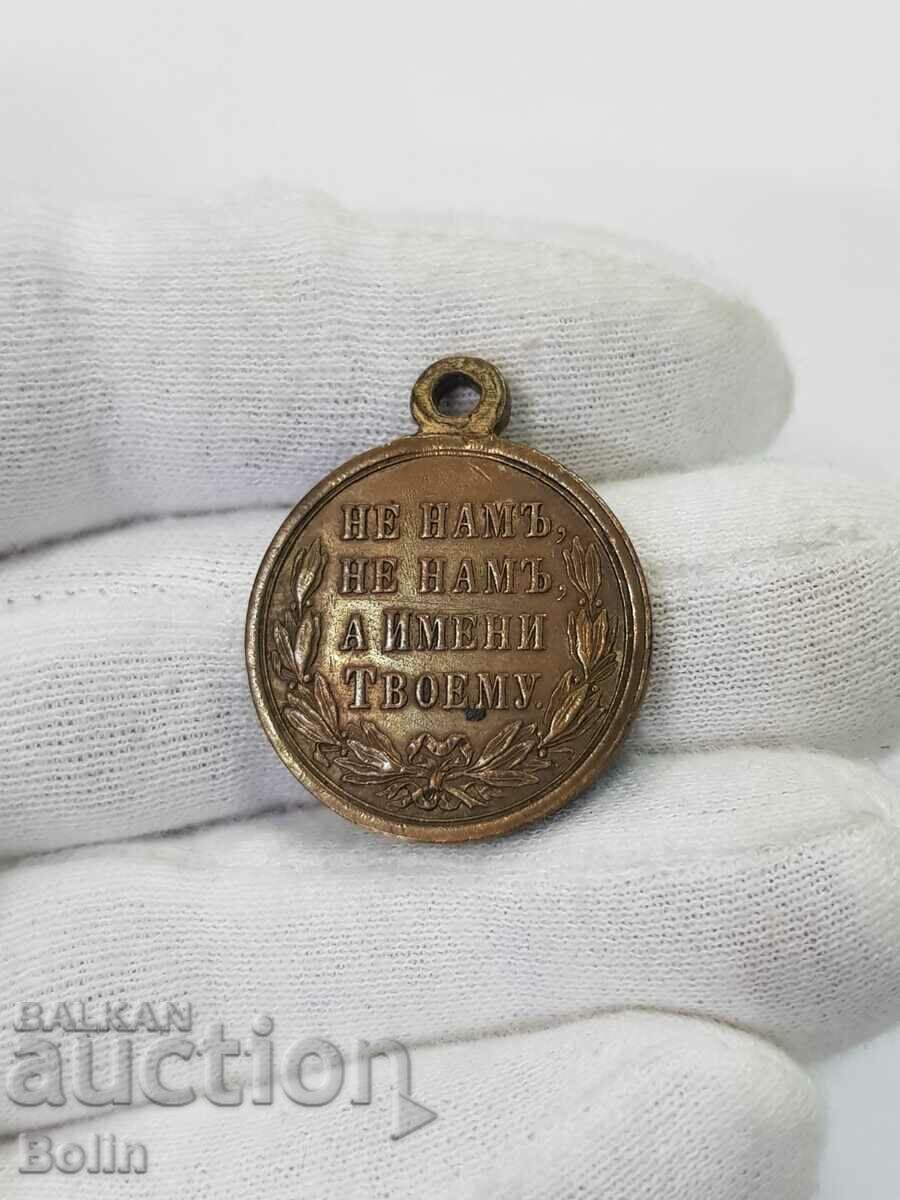 НЕ НАМЪ,
НЕ НАМЪ,
А ИМЕНИ
ТВОЕМУ.
BALKAN
auction
Bolin